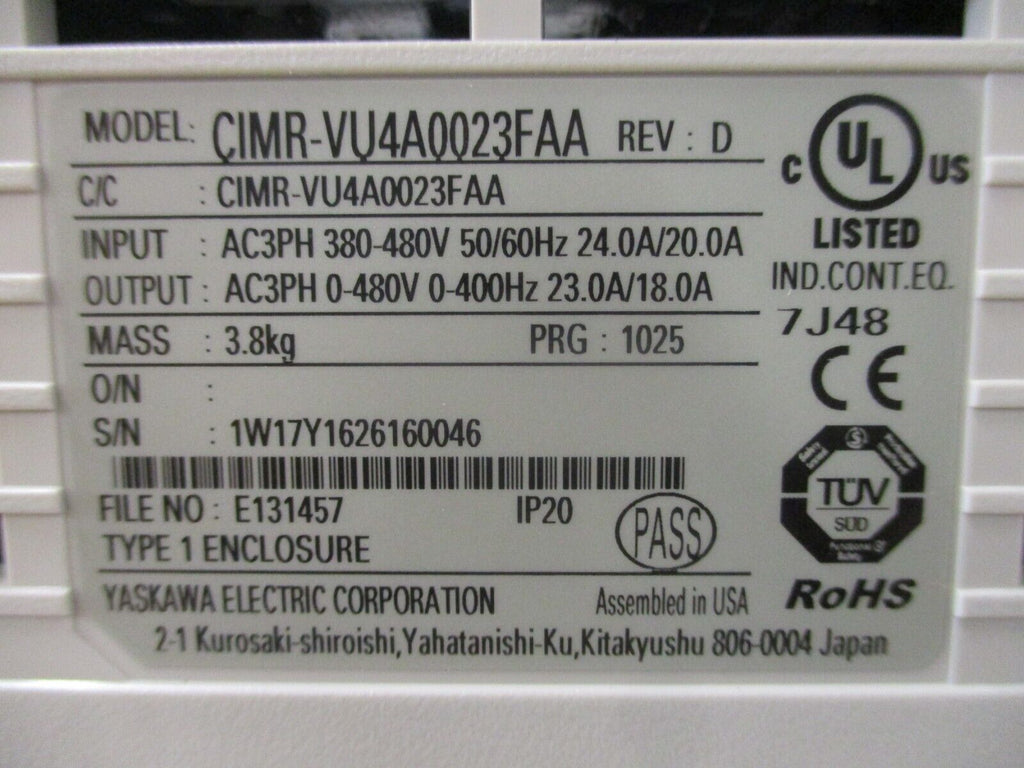 MODEL: CIMR-VU4A0023FAA REV : D
C/C : CIMR-VU4A0023FAA
INPUT : AC3PH 380-480V 50/60Hz 24.0A/20.0A
OUTPUT : AC3PH 0-480V 0-400Hz 23.0A/18.0A
MASS : 3.8kg PRG : 1025
O/N :
S/N : 1W17Y1626160046
FILE NO : E131457 IP20
TYPE 1 ENCLOSURE
PASS
YASKAWA ELECTRIC CORPORATION Assembled in USA
2-1 Kurosaki-shiroishi,Yahatanishi-Ku,Kitakyushu 806-0004 Japan
C UL US
LISTED
IND.CONT.EQ.
7J48
CE
TÜV
SÜD
RoHS